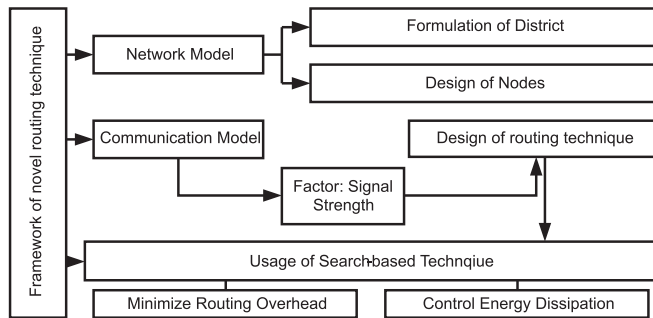 Framework of novel routing technique
Formulation of District
Network Model
Design of Nodes
Communication Model
Design of routing technique
Factor: Signal
Strength
Usage of Search-based Technqiue
Minimize Routing Overhead
Control Energy Dissipation